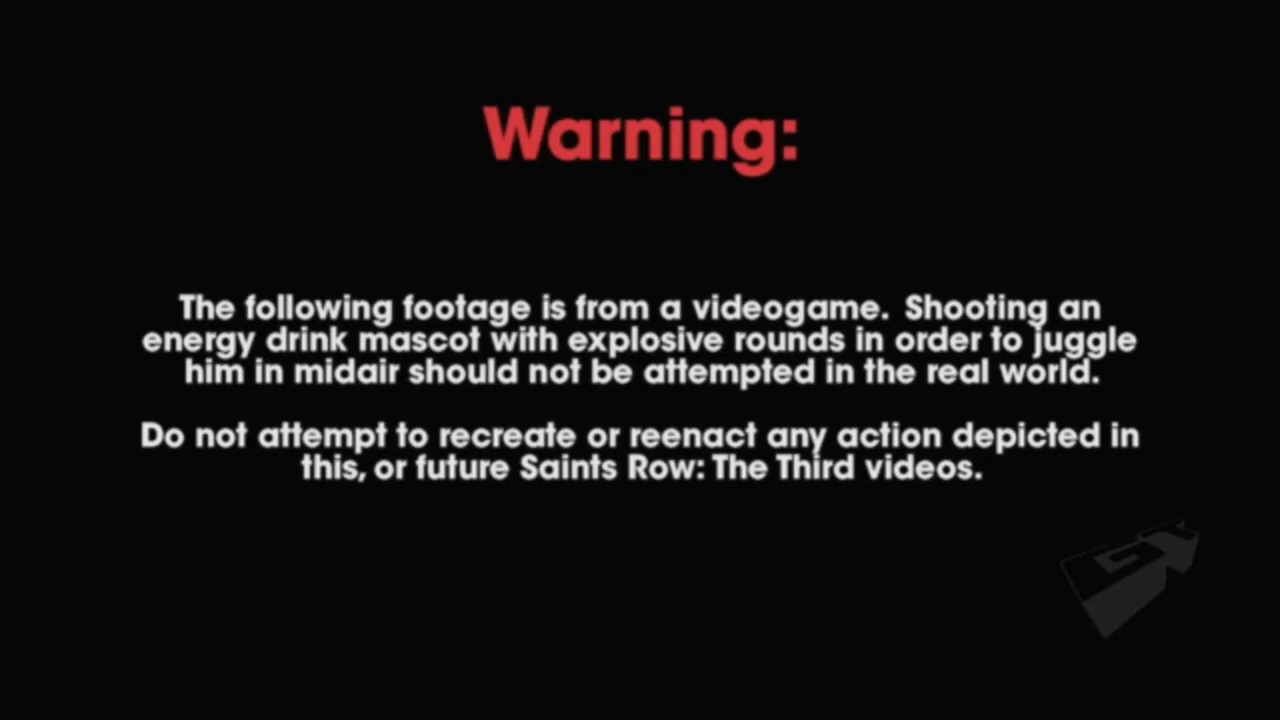 Warning:
The following footage is from a videogame. Shooting an
energy drink mascot with explosive rounds in order to juggle
him in midair should not be attempted in the real world.
Do not attempt to recreate or reenact any action depicted in
this, or future Saints Row: The Third videos.
GT